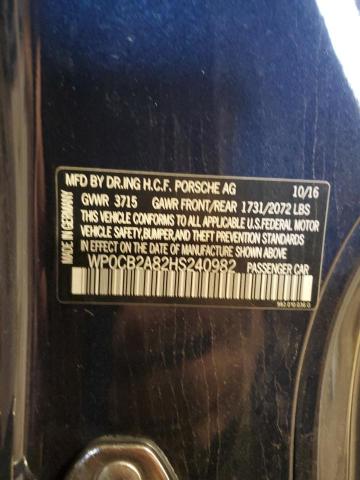 MFD BY DR.ING H.C.F. PORSCHE AG 10/16
GVWR 3715 GAWR FRONT/REAR 1731/2072 LBS
THIS VEHICLE CONFORMS TO ALL APPLICABLE U.S.FEDERAL MOTOR
VEHICLE SAFETY,BUMPER,AND THEFT PREVENTION STANDARDS
IN EFFECT ON THE DATE OF MANUFACTURE SHOWN ABOVE
WP0CB2A82HS240982 PASSENGER CAR
MADE IN GERMANY